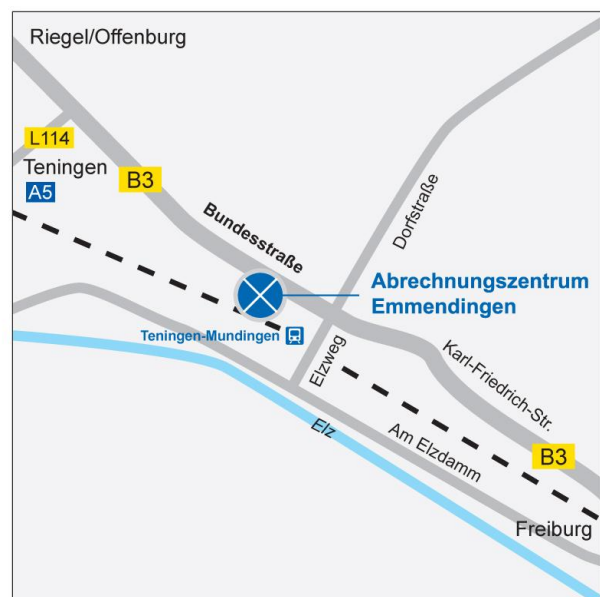 Riegel/Offenburg
L114
Teningen
A5
B3
Bundesstraße
Dorfstraße
Abrechnungszentrum
Emmendingen
Teningen-Mundingen
Elzweg
Karl-Friedrich-Str.
Elz
Am Elzdamm
B3
Freiburg